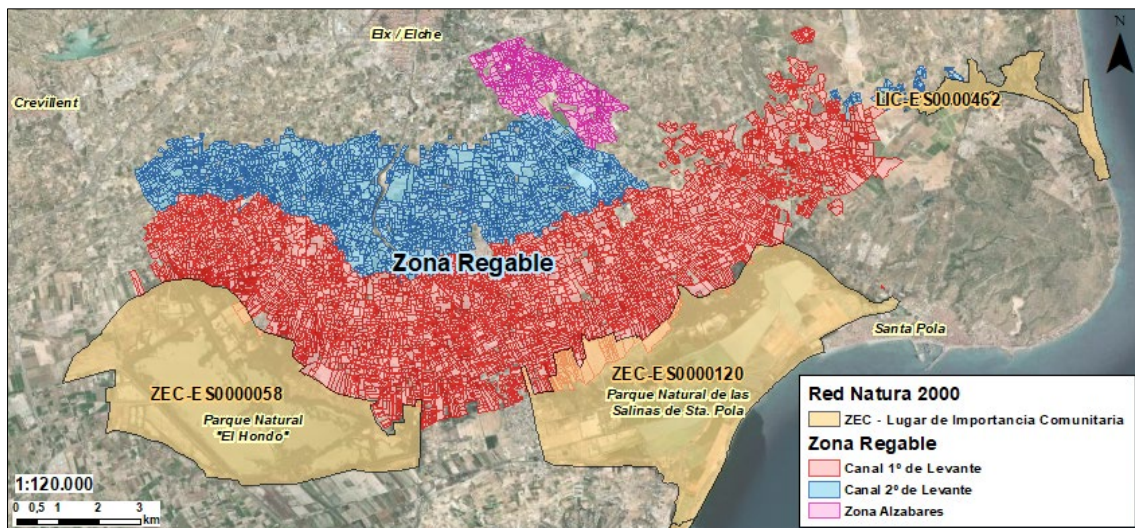 Elx / Elche
N
Crevillent
LIC-ES0000462
Zona Regable
Santa Pola
ZEC-ES0000058
Parque Natural
"El Hondo"
ZEC-ES0000120
Parque Natural de las
Salinas de Sta. Pola
1:120.000
0 0,5 1 2 3
km
Red Natura 2000
ZEC - Lugar de Importancia Comunitaria
Zona Regable
Canal 1º de Levante
Canal 2º de Levante
Zona Alzabares